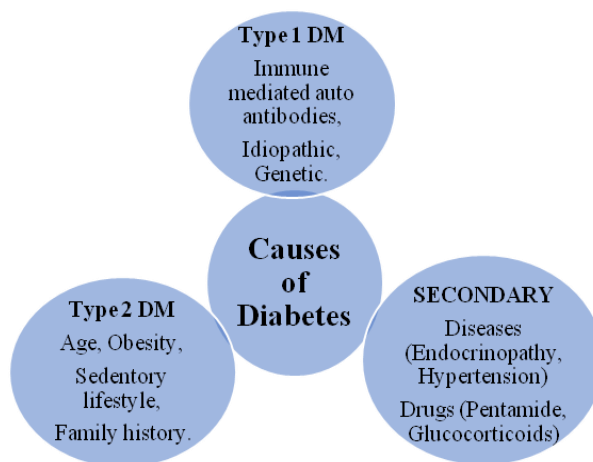 Type 1 DM
Immune
mediated auto
antibodies,
Idiopathic,
Genetic.
Causes
of
Diabetes
Type 2 DM
Age, Obesity,
Sedentory
lifestyle,
Family history.
SECONDARY
Diseases
(Endocrinopathy,
Hypertension)
Drugs (Pentamide,
Glucocorticoids)